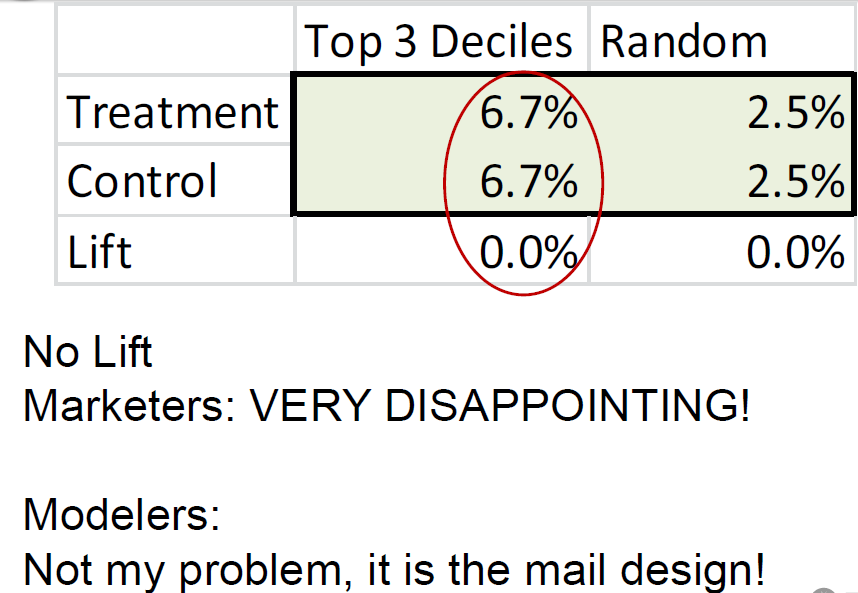 Top 3 Deciles Random
Treatment 6.7% 2.5%
Control 6.7% 2.5%
Lift 0.0% 0.0%
No Lift
Marketers: VERY DISAPPOINTING!
Modelers:
Not my problem, it is the mail design!